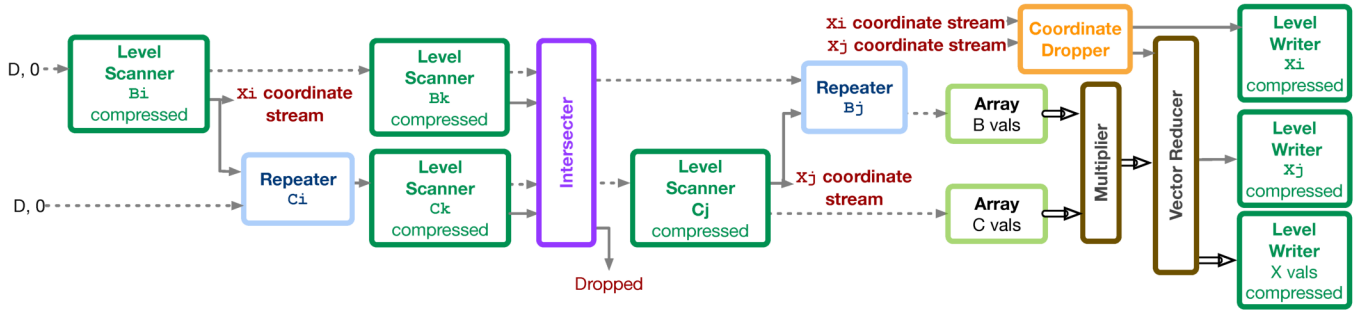 D, 0
Level
Scanner
Bi
compressed
Xi coordinate
stream
D, 0
Repeater
Ci
Level
Scanner
Bk
compressed
Level
Scanner
Ck
compressed
Intersecter
Dropped
Level
Scanner
Cj
compressed
Xj coordinate
stream
Repeater
Bj
Xi coordinate stream
Xj coordinate stream
Coordinate
Dropper
Array
B vals
Array
C vals
Multiplier
Vector Reducer
Level
Writer
Xi
compressed
Level
Writer
Xj
compressed
Level
Writer
X vals
compressed